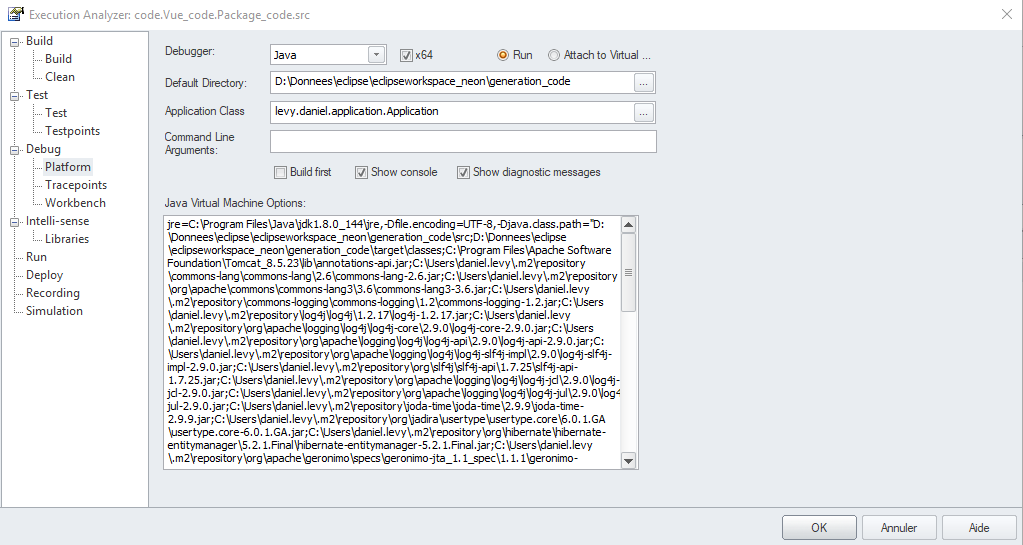 Execution Analyzer: code.Vue_code.Package_code.src
Build
Build
Clean
Test
Test
Testpoints
Debug
Platform
Tracepoints
Workbench
Intelli-sense
Libraries
Run
Deploy
Recording
Simulation
Debugger: Java x64 Run Attach to Virtual ...
Default Directory: D:\Donnees\eclipse\eclipseworkspace_neon\generation_code ...
Application Class levy.daniel.application.Application ...
Command Line
Arguments:
Build first Show console Show diagnostic messages
Java Virtual Machine Options:
jre=C:\Program Files\Java\jdk1.8.0_144\jre,-Dfile.encoding=UTF-8,-Djava.class.path="D:
\Donnees\eclipse\eclipseworkspace_neon\generation_code\src;D:\Donnees\eclipse
\eclipseworkspace_neon\generation_code\target\classes;C:\Program Files\Apache Software
Foundation\Tomcat_8.5.23\lib\annotations-api.jar;C:\Users\daniel.levy\.m2\repository
\commons-lang\commons-lang\2.6\commons-lang-2.6.jar;C:\Users\daniel.levy\.m2\repository
\org\apache\commons\commons-lang3\3.6\commons-lang3-3.6.jar;C:\Users\daniel.levy
\.m2\repository\commons-logging\commons-logging\1.2\commons-logging-1.2.jar;C:\Users
\daniel.levy\.m2\repository\log4j\log4j\1.2.17\log4j-1.2.17.jar;C:\Users\daniel.levy
\.m2\repository\org\apache\logging\log4j\log4j-core\2.9.0\log4j-core-2.9.0.jar;C:\Users
\daniel.levy\.m2\repository\org\apache\logging\log4j\log4j-api\2.9.0\log4j-api-2.9.0.jar;C:
\Users\daniel.levy\.m2\repository\org\apache\logging\log4j\log4j-slf4j-impl\2.9.0\log4j-slf4j-
impl-2.9.0.jar;C:\Users\daniel.levy\.m2\repository\org\slf4j\slf4j-api\1.7.25\slf4j-api-
1.7.25.jar;C:\Users\daniel.levy\.m2\repository\org\apache\logging\log4j\log4j-jcl\2.9.0\log4j-
jcl-2.9.0.jar;C:\Users\daniel.levy\.m2\repository\org\apache\logging\log4j\log4j-jul\2.9.0\log4
jul-2.9.0.jar;C:\Users\daniel.levy\.m2\repository\joda-time\joda-time\2.9.9\joda-time-
2.9.9.jar;C:\Users\daniel.levy\.m2\repository\org\jadira\usertype\usertype.core\6.0.1.GA
\usertype.core-6.0.1.GA.jar;C:\Users\daniel.levy\.m2\repository\org\hibernate\hibernate-
entitymanager\5.2.1.Final\hibernate-entitymanager-5.2.1.Final.jar;C:\Users\daniel.levy
\.m2\repository\org\apache\geronimo\specs\geronimo-jta_1.1_spec\1.1.1\geronimo-
OK Annuler Aide